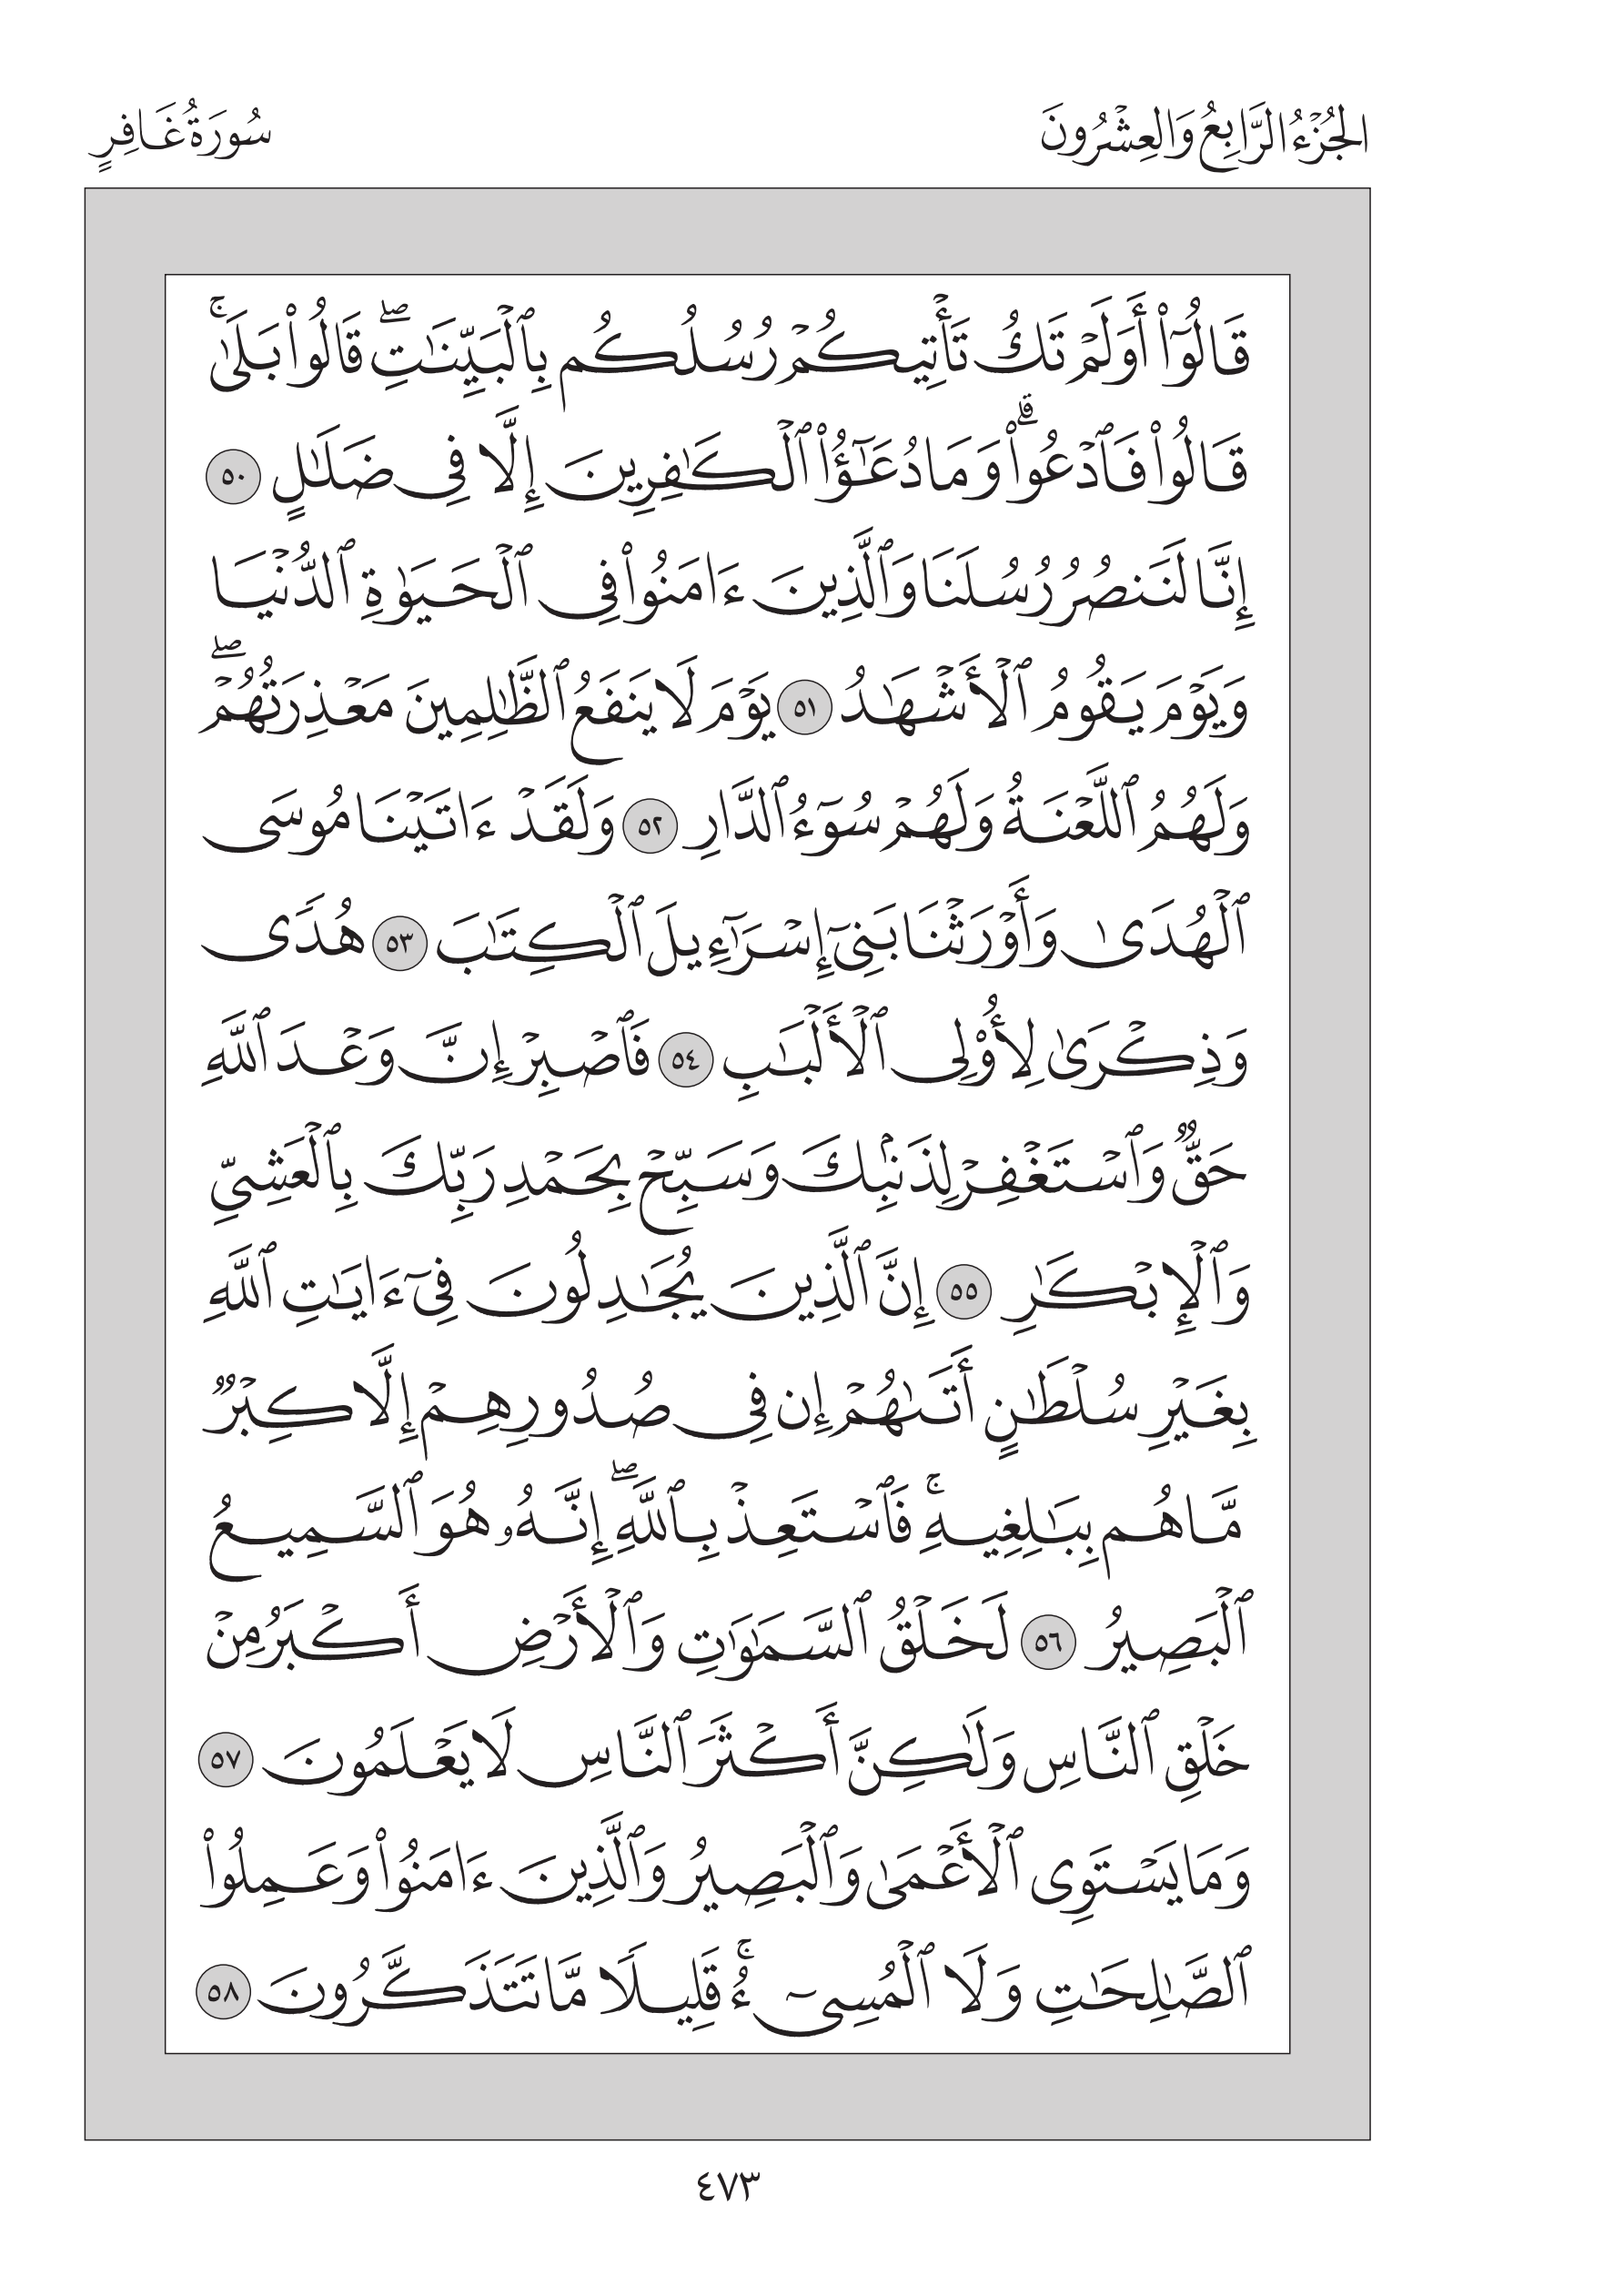 الجُزْءُ الرَّابِعُ وَالعِشْرُونَ
سُورَةُ غَافِرٍ
قَالُوٓا۟ أَوَلَمْ تَكُ تَأْتِيكُمْ رُسُلُكُم بِٱلْبَيِّنَٰتِ ۖ قَالُوا۟ بَلَىٰ ۚ
قَالُوا۟ فَٱدْعُوا۟ ۗ وَمَا دُعَٰٓؤُا۟ ٱلْكَٰفِرِينَ إِلَّا فِى ضَلَٰلٍ ٥٠
إِنَّا لَنَنصُرُ رُسُلَنَا وَٱلَّذِينَ ءَامَنُوا۟ فِى ٱلْحَيَوٰةِ ٱلدُّنْيَا
وَيَوْمَ يَقُومُ ٱلْأَشْهَٰدُ ٥١ يَوْمَ لَا يَنفَعُ ٱلظَّٰلِمِينَ مَعْذِرَتُهُمْ ۖ
وَلَهُمُ ٱللَّعْنَةُ وَلَهُمْ سُوٓءُ ٱلدَّارِ ٥٢ وَلَقَدْ ءَاتَيْنَا مُوسَى
ٱلْهُدَىٰ وَأَوْرَثْنَا بَنِىٓ إِسْرَٰٓءِيلَ ٱلْكِتَٰبَ ٥٣ هُدًى
وَذِكْرَىٰ لِأُو۟لِى ٱلْأَلْبَٰبِ ٥٤ فَٱصْبِرْ إِنَّ وَعْدَ ٱللَّهِ
حَقٌّ وَٱسْتَغْفِرْ لِذَنۢبِكَ وَسَبِّحْ بِحَمْدِ رَبِّكَ بِٱلْعَشِىِّ
وَٱلْإِبْكَٰرِ ٥٥ إِنَّ ٱلَّذِينَ يُجَٰدِلُونَ فِىٓ ءَايَٰتِ ٱللَّهِ
بِغَيْرِ سُلْطَٰنٍ أَتَىٰهُمْ إِن فِى صُدُورِهِمْ إِلَّا كِبْرٌ
مَّا هُم بِبَٰلِغِيهِ ۚ فَٱسْتَعِذْ بِٱللَّهِ ۖ إِنَّهُۥ هُوَ ٱلسَّمِيعُ
ٱلْبَصِيرُ ٥٦ لَخَلْقُ ٱلسَّمَٰوَٰتِ وَٱلْأَرْضِ أَكْبَرُ مِنْ
خَلْقِ ٱلنَّاسِ وَلَٰكِنَّ أَكْثَرَ ٱلنَّاسِ لَا يَعْلَمُونَ ٥٧
وَمَا يَسْتَوِى ٱلْأَعْمَىٰ وَٱلْبَصِيرُ وَٱلَّذِينَ ءَامَنُوا۟ وَعَمِلُوا۟
ٱلصَّٰلِحَٰتِ وَلَا ٱلْمُسِىٓءُ ۚ قَلِيلًا مَّا تَتَذَكَّرُونَ ٥٨
٤٧٣